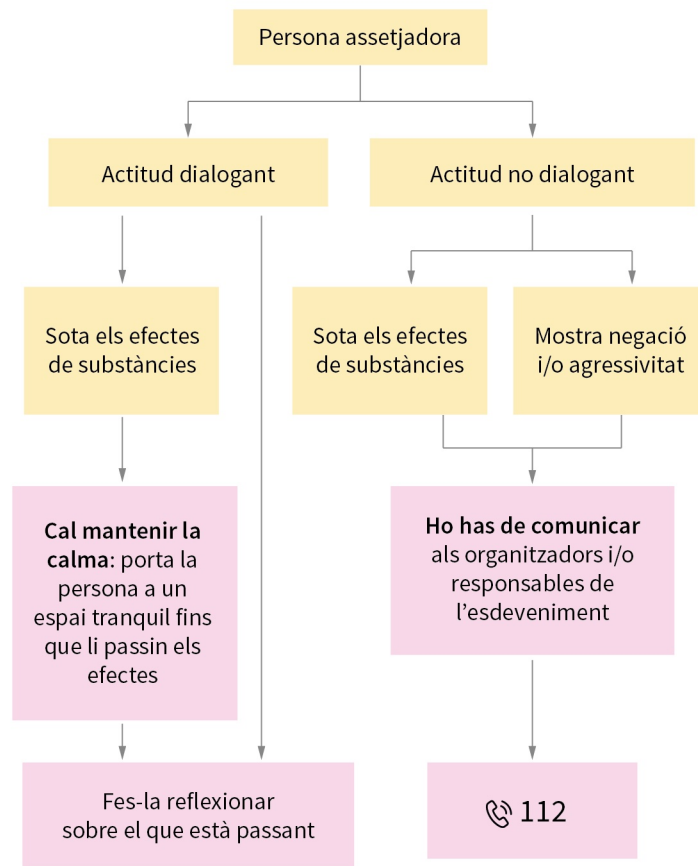 Persona assetjadora
Actitud dialogant
Actitud no dialogant
Sota els efectes
de substàncies
Sota els efectes
de substàncies
Mostra negació
i/o agressivitat
Cal mantenir la
calma: porta la
persona a un
espai tranquil fins
que li passin els
efectes
Ho has de comunicar
als organitzadors i/o
responsables de
l’esdeveniment
Fes-la reflexionar
sobre el que està passant
112